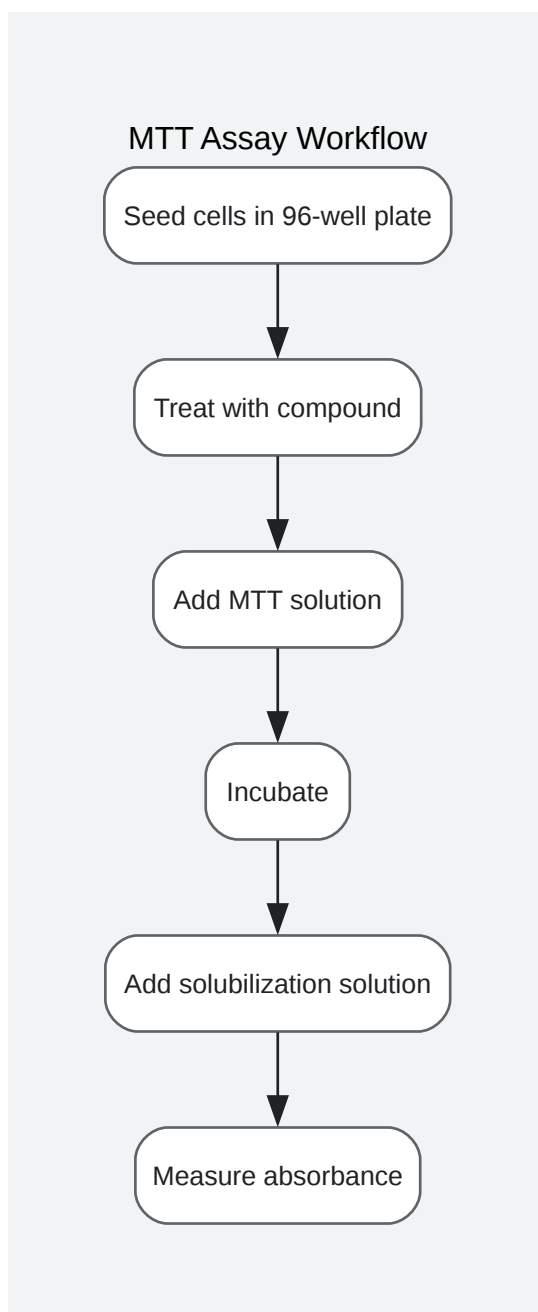 MTT Assay Workflow
Seed cells in 96-well plate
Treat with compound
Add MTT solution
Incubate
Add solubilization solution
Measure absorbance